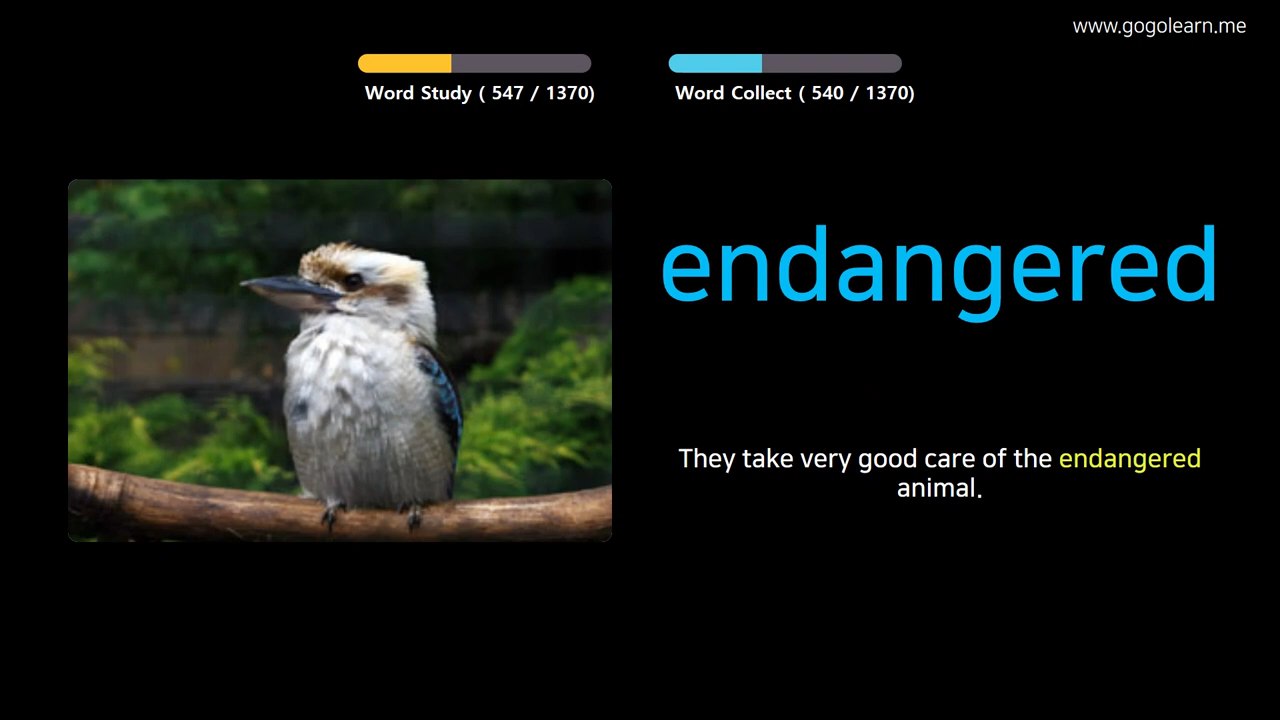 www.gogolearn.me
Word Study ( 547 / 1370)
Word Collect ( 540 / 1370)
endangered
They take very good care of the endangered
animal.